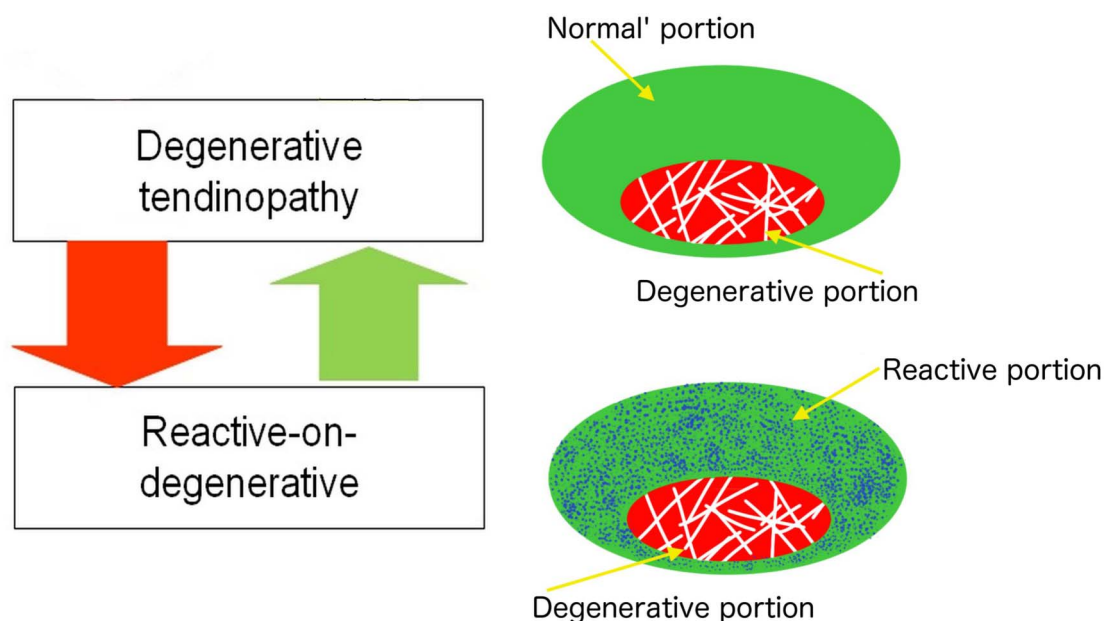 Normal' portion
Degenerative
tendinopathy
Degenerative portion
Reactive portion
Reactive-on-
degenerative
Degenerative portion